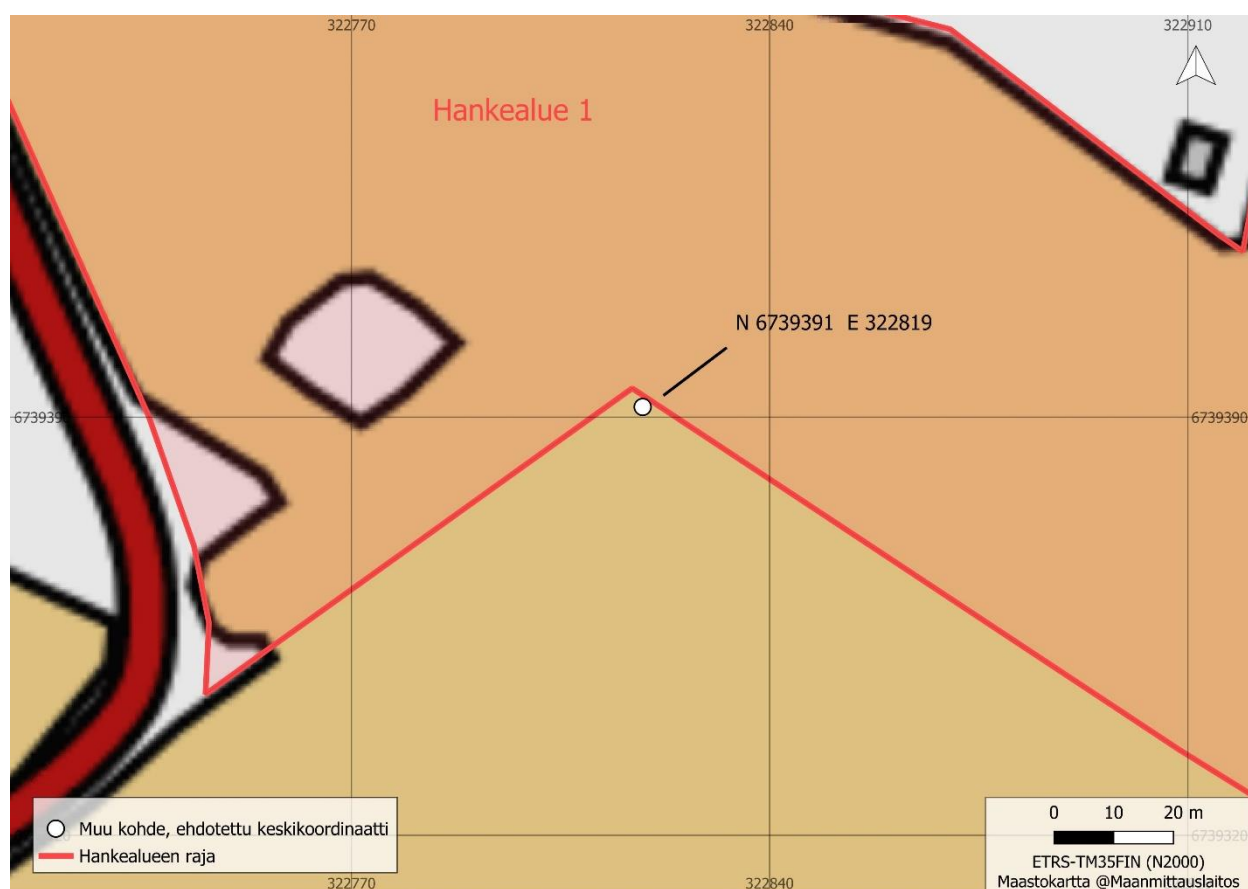 322770
322840
322910
Hankealue 1
N 6739391  E 322819
6739390
6739390
Muu kohde, ehdotettu keskikoordinaatti
Hankealueen raja
0 10 20 m
6739320
ETRS-TM35FIN (N2000)
Maastokartta @Maanmittauslaitos
322770
322840